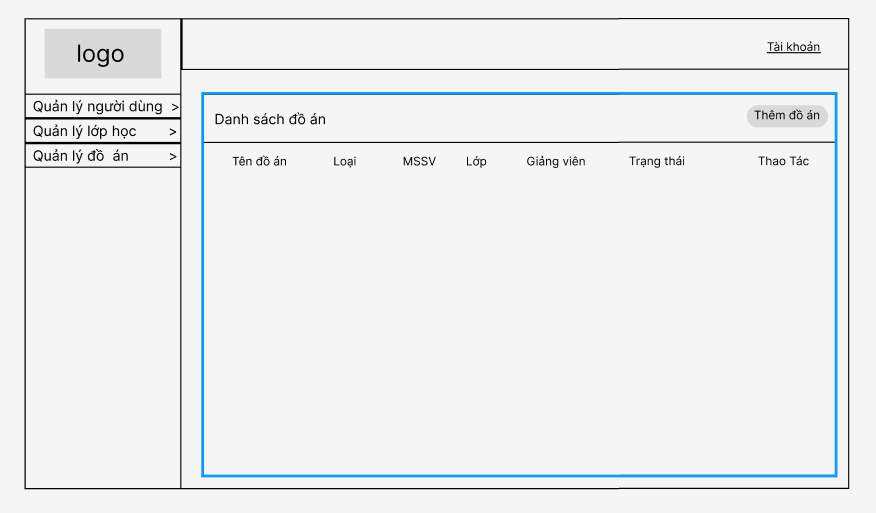 logo
Tài khoản
Quản lý người dùng >
Quản lý lớp học >
Quản lý đồ án >
Danh sách đồ án
Thêm đồ án
Tên đồ án Loại MSSV Lớp Giảng viên Trạng thái Thao Tác